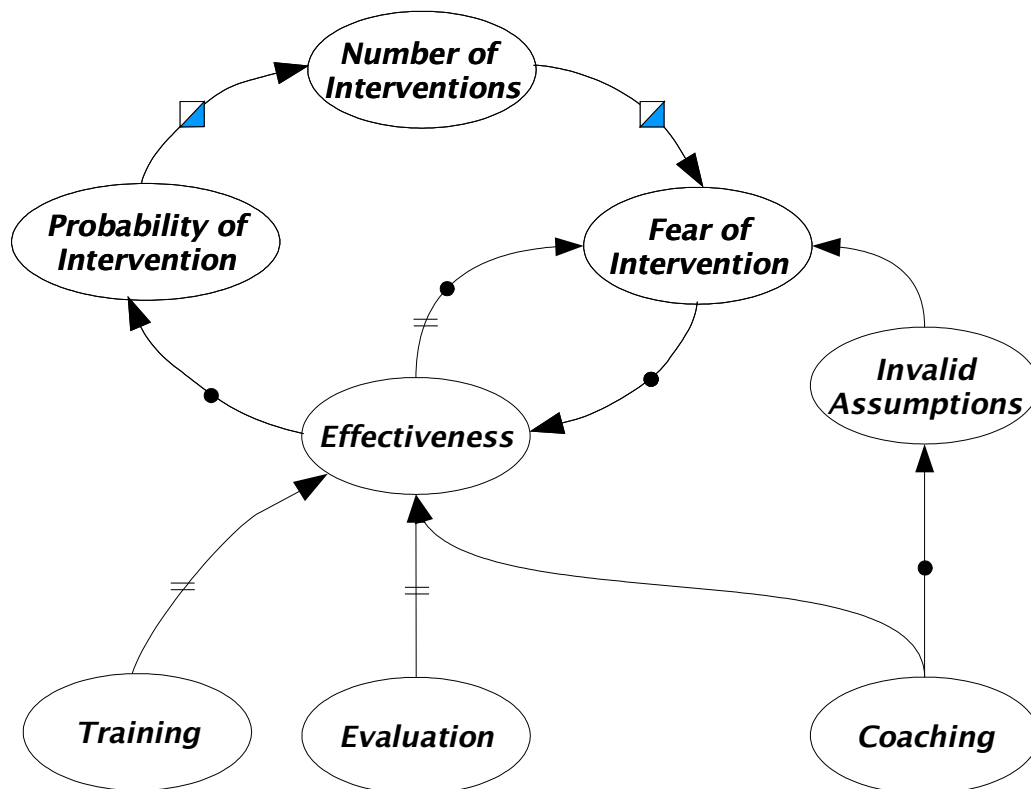 Number of
Interventions
Probability of
Intervention
Fear of
Intervention
Invalid
Assumptions
Effectiveness
Training
Evaluation
Coaching